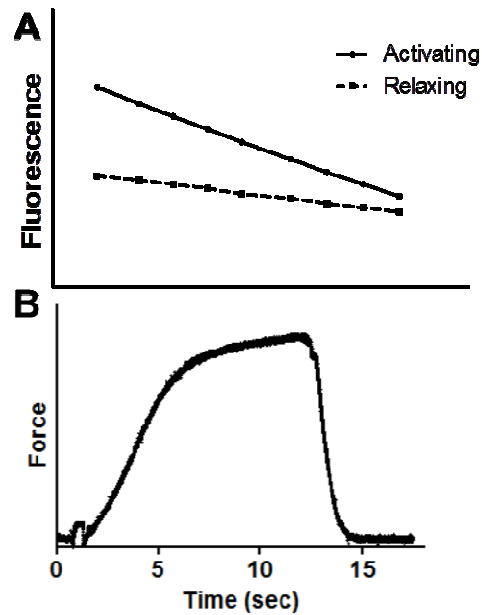 A
Activating
Relaxing
Fluorescence
B
Force
0 5 10 15
Time (sec)